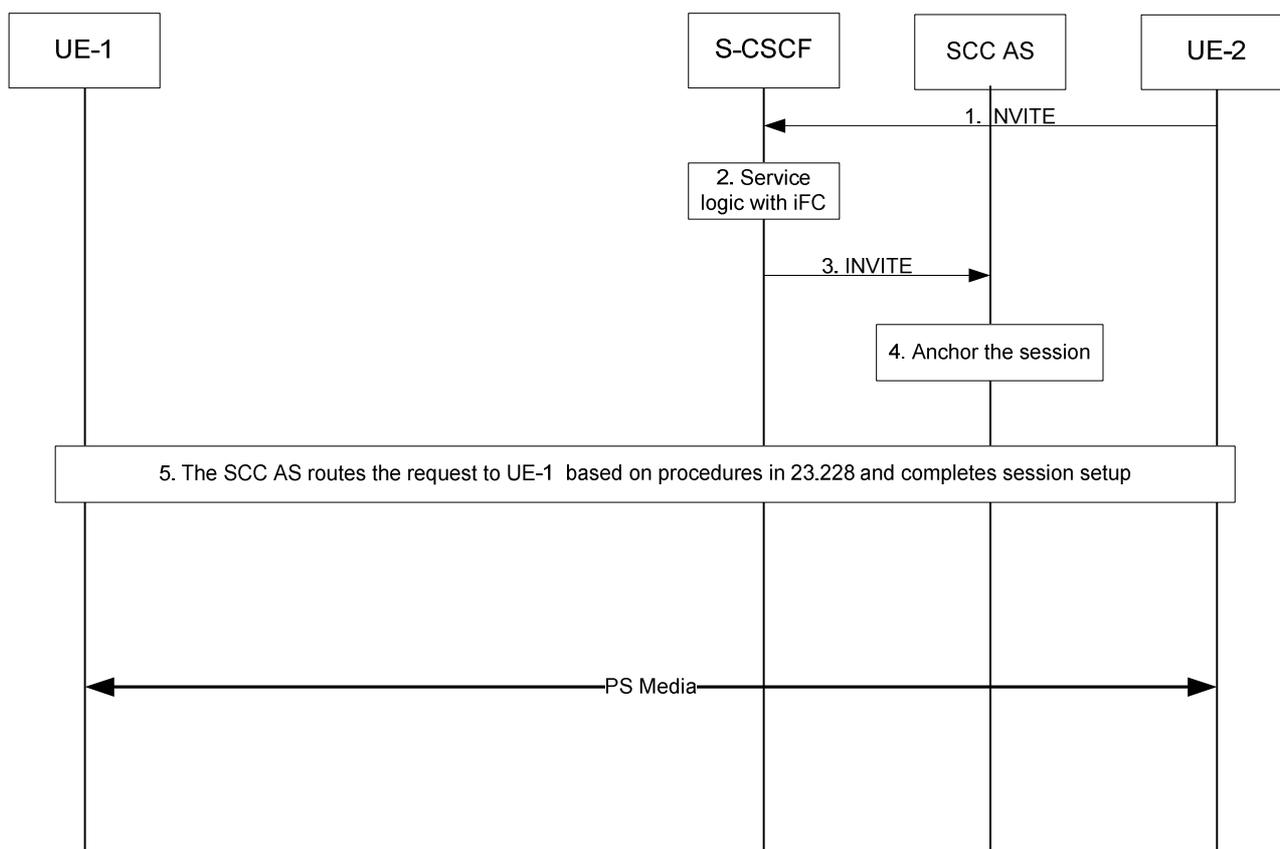 UE-1
S-CSCF
SCC AS
UE-2
1. NVITE
2. Service
logic with iFC
3. INVITE
4. Anchor the session
5. The SCC AS routes the request to UE-1 based on procedures in 23.228 and completes session setup
PS Media